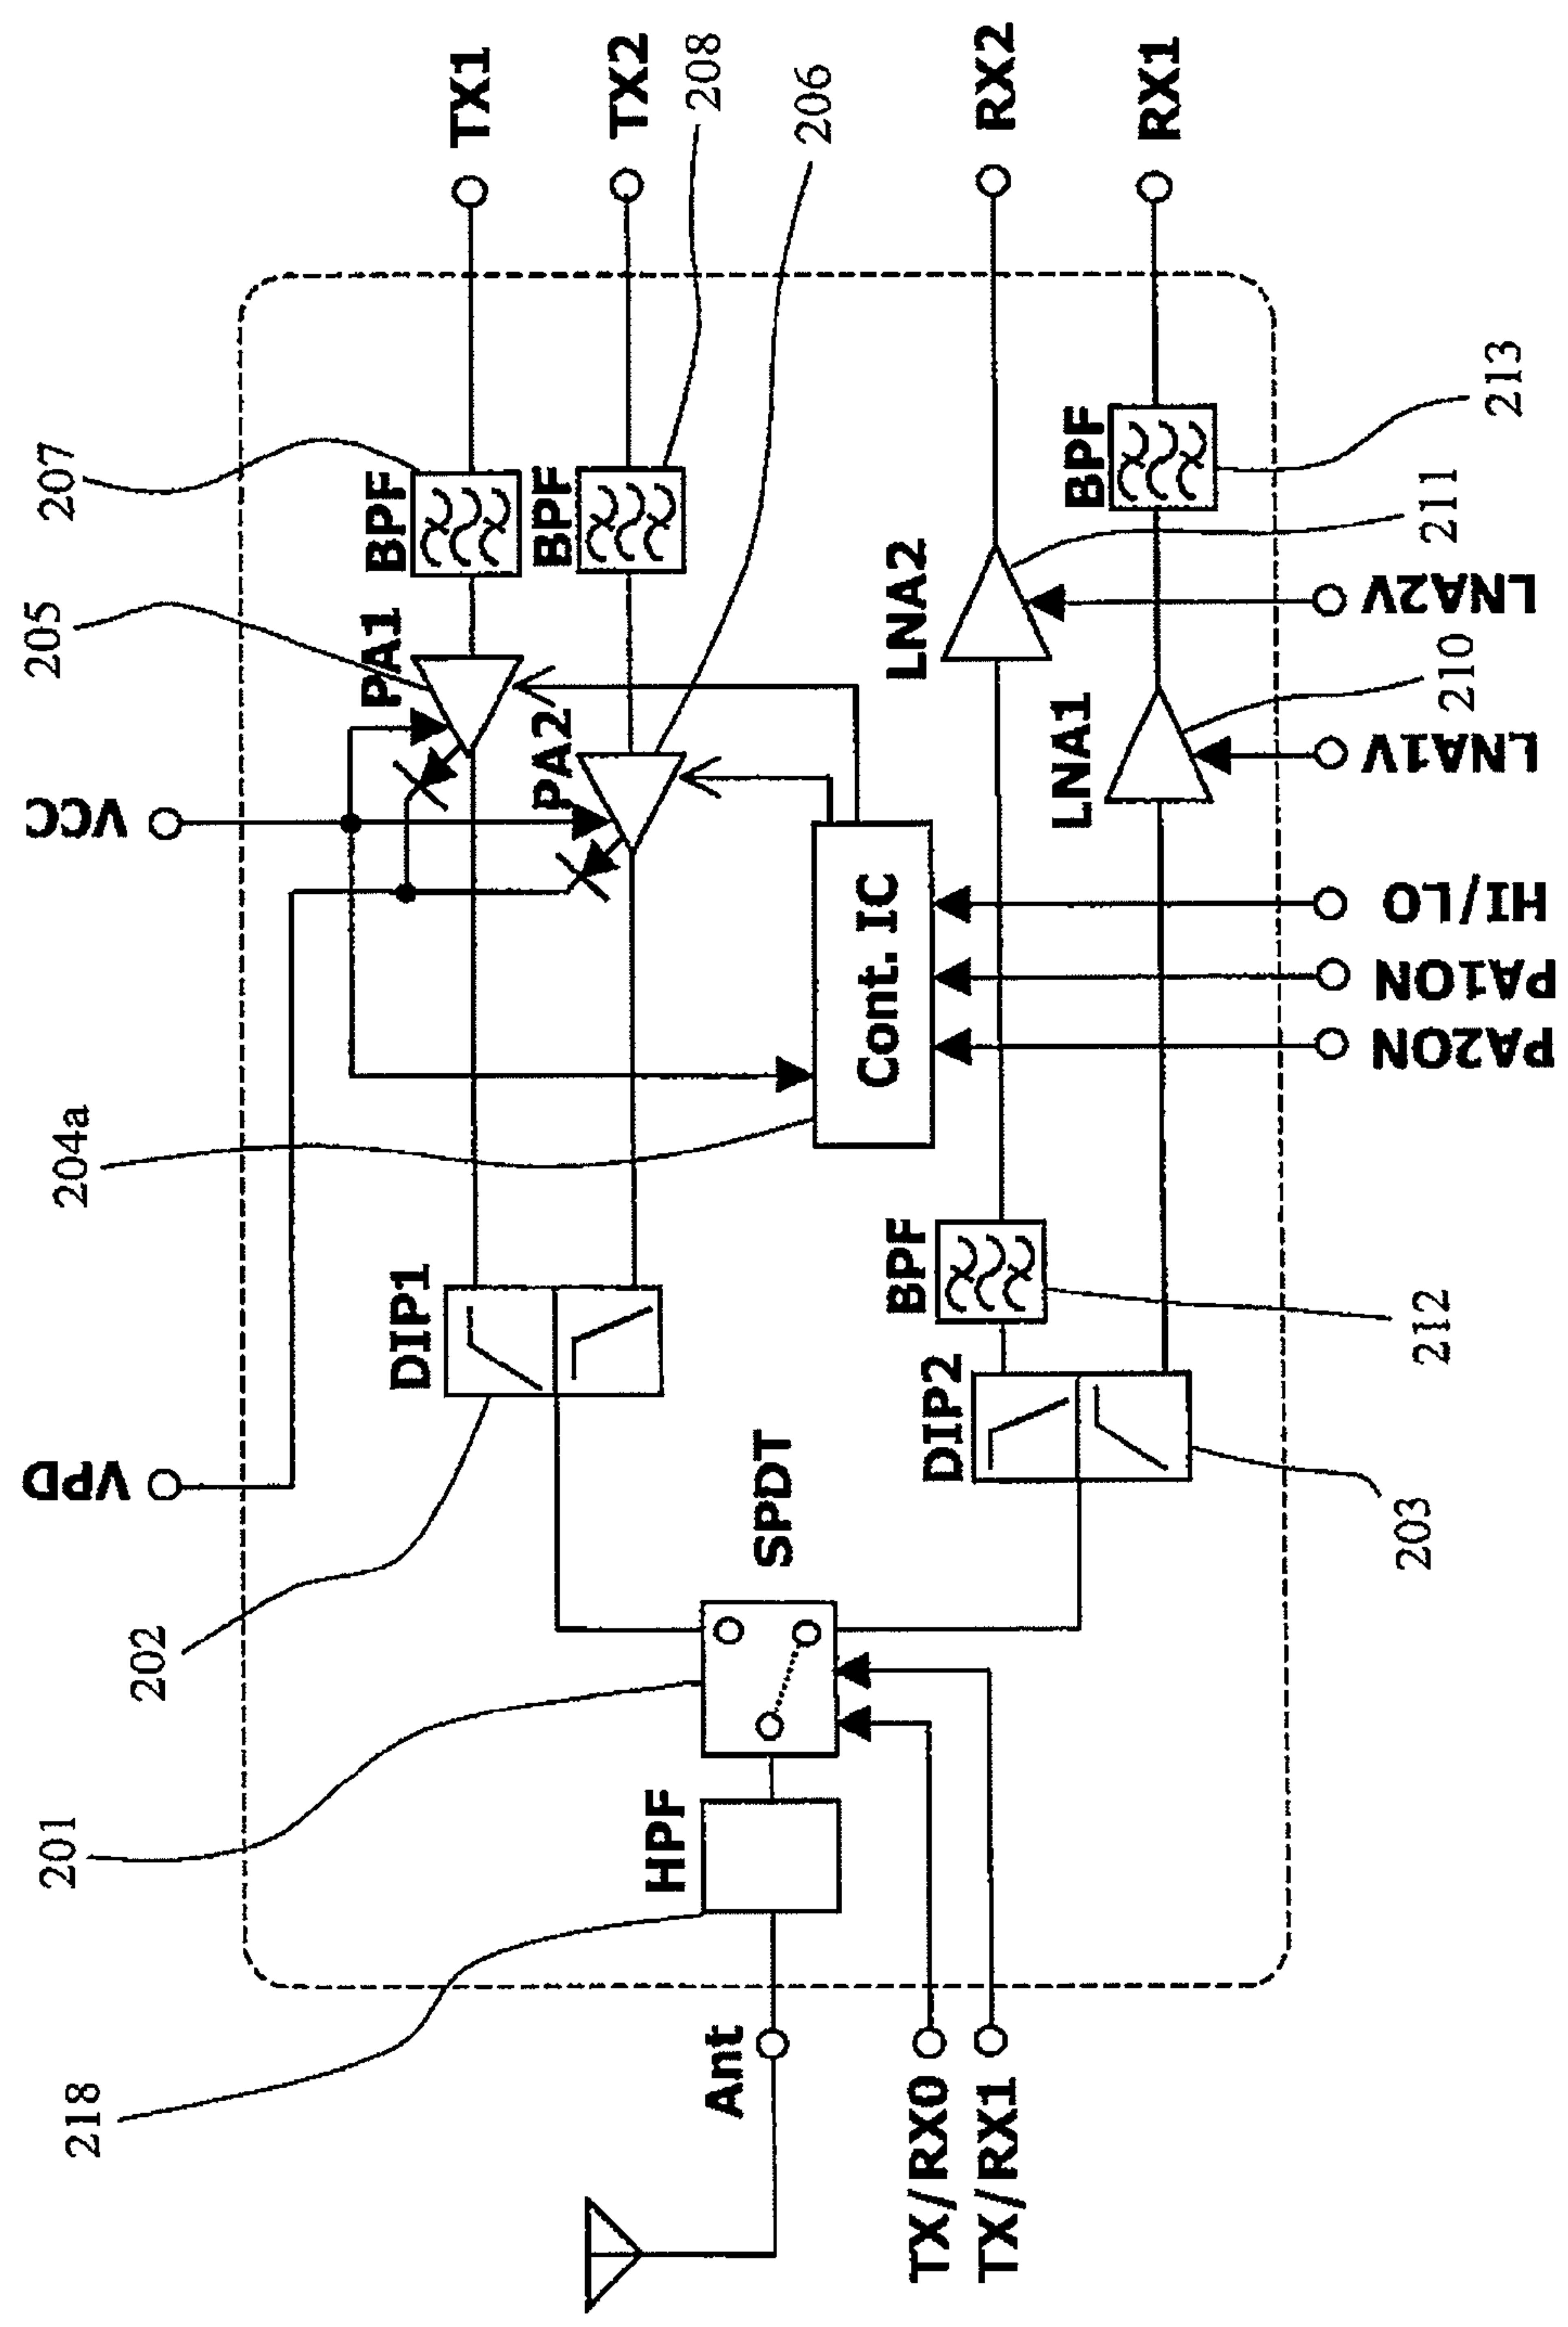 TX1
TX2
208
206
RX2
RX1
207
BPF
BPF
205
PA1
PA2
VCC
213
BPF
211
LNA2
LNA2V
210
LNA1
LNA1V
HI/LO
PA1ON
PA2ON
Cont. IC
204a
DIP1
BPF
212
DIP2
203
VPD
SPDT
202
201
HPF
218
Ant
TX/RX0
TX/RX1